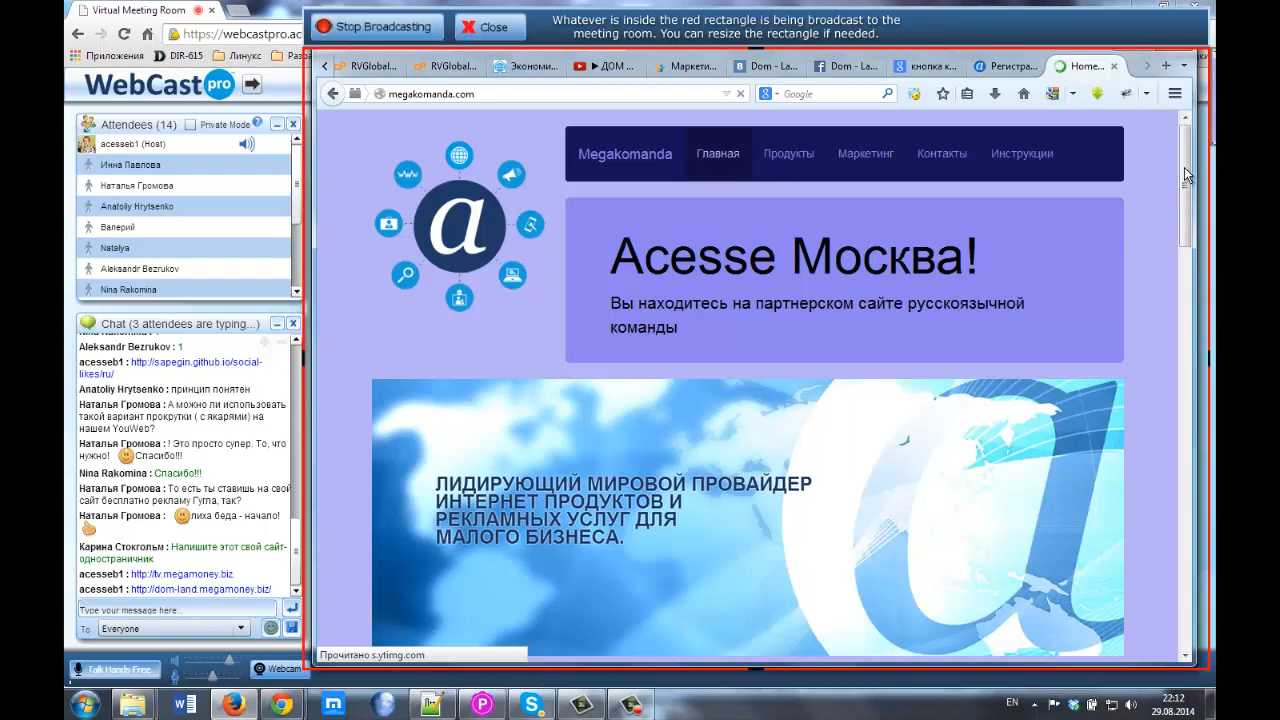 Virtual Meeting Room
https://webcastpro.ac
Приложения
DIR-615
Линукс
WebCast pro
Attendees (14)
Private Mode
acesseb1 (Host)
Инна Павлова
Наталья Громова
Anatoliy Hrytsenko
Валерий
Natalya
Aleksandr Bezrukov
Nina Rakomina
Chat (3 attendees are typing...)
Aleksandr Bezrukov : 1
acesseb1 : http://sapegin.github.io/social-
likes/ru/
Anatoliy Hrytsenko : принцип понятен
Наталья Громова : А можно ли использовать
такой вариант прокрутки ( с якарями) на
нашем YouWeb?
Наталья Громова : ! Это просто супер. То, что
нужно! Спасибо!!!
Nina Rakomina : Спасибо!!!
Наталья Громова : То есть ты ставишь на свой
сайт бесплатно рекламу Гугла, так?
Наталья Громова : лиха беда - начало!
Карина Стокгольм : Напишите этот свой сайт-
одностраничник
acesseb1 : http://tv.megamoney.biz
acesseb1 : http://dom-land.megamoney.biz/
Type your message here...
To Everyone
Talk Hands-Free
Webcam
Stop Broadcasting
Close
Whatever is inside the red rectangle is being broadcast to the
meeting room. You can resize the rectangle if needed.
RVGlobal...
RVGlobal...
Экономи...
ДОМ ...
Маркети...
Dom - La...
Dom - La...
кнопка к...
Регистра...
Home...
megakomanda.com
Google
Megakomanda
Главная
Продукты
Маркетинг
Контакты
Инструкции
www
a
Acesse Москва!
Вы находитесь на партнерском сайте русскоязычной
команды
ЛИДИРУЮЩИЙ МИРОВОЙ ПРОВАЙДЕР
ИНТЕРНЕТ ПРОДУКТОВ И
РЕКЛАМНЫХ УСЛУГ ДЛЯ
МАЛОГО БИЗНЕСА.
Прочитано s.ytimg.com
EN
22:12
29.08.2014